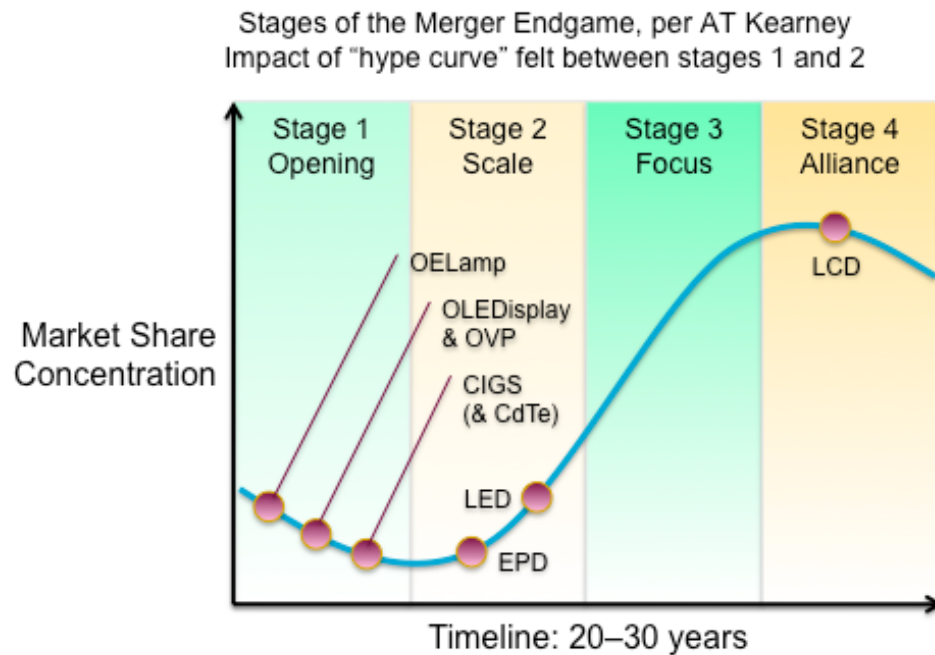 Stages of the Merger Endgame, per AT Kearney
Impact of “hype curve” felt between stages 1 and 2
Stage 1
Opening
Stage 2
Scale
Stage 3
Focus
Stage 4
Alliance
OELamp
OLEDisplay
& OVP
CIGS
(& CdTe)
LED
EPD
LCD
Market Share
Concentration
Timeline: 20–30 years